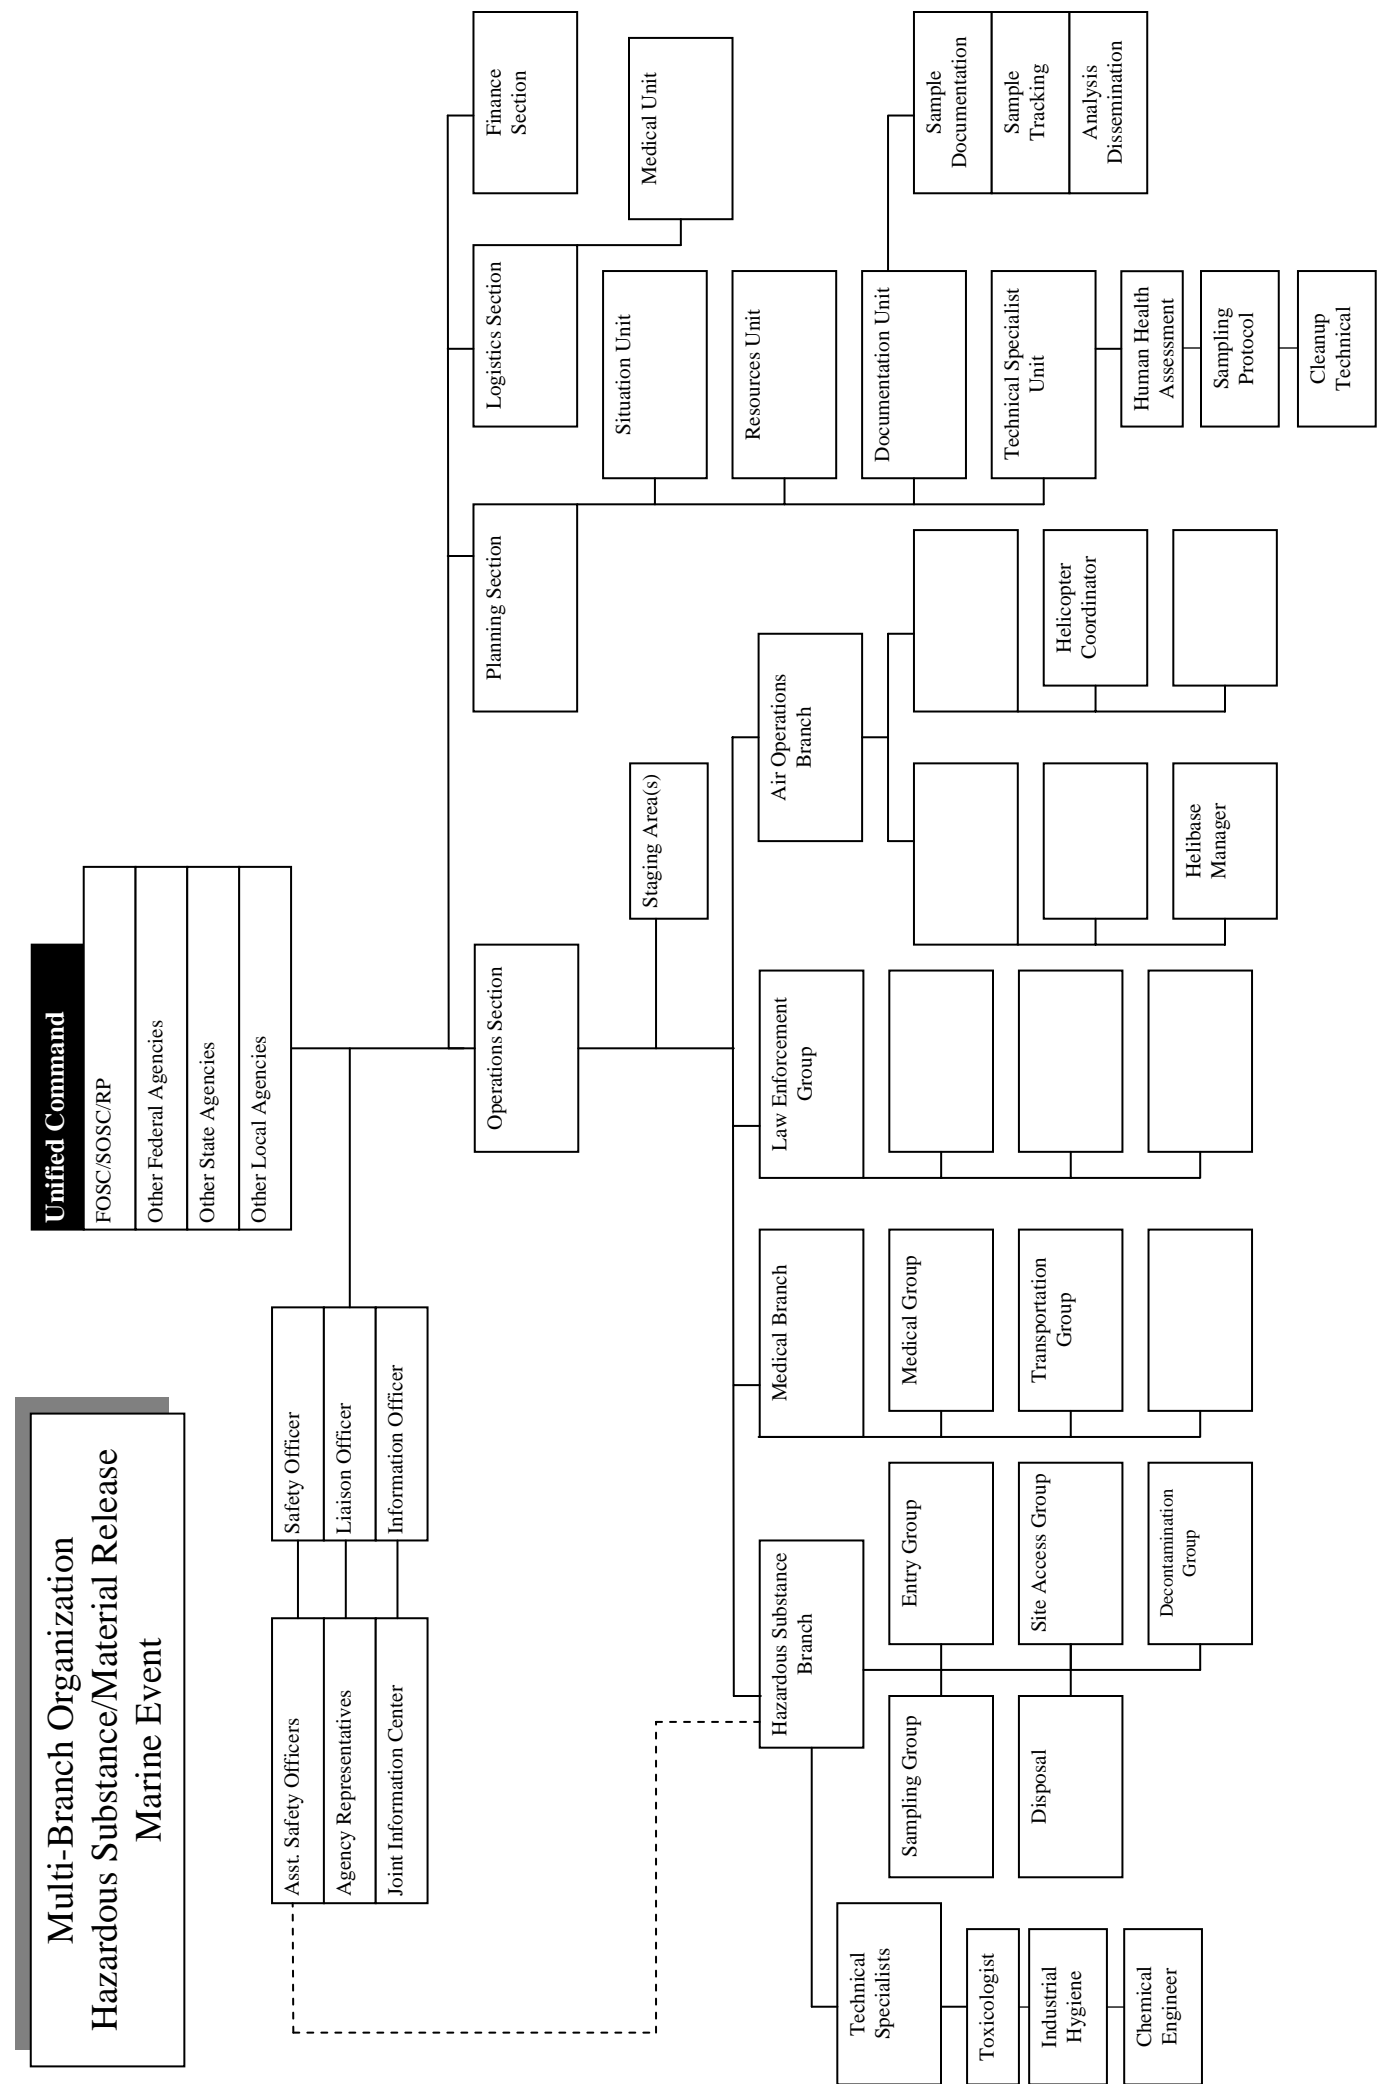 Multi-Branch Organization
Hazardous Substance/Material Release
Marine Event
Unified Command
FOSC/SOSC/RP
Other Federal Agencies
Other State Agencies
Other Local Agencies
Asst. Safety Officers
Agency Representatives
Joint Information Center
Safety Officer
Liaison Officer
Information Officer
Operations Section
Planning Section
Logistics Section
Finance
Section
Staging Area(s)
Situation Unit
Resources Unit
Documentation Unit
Technical Specialist
Unit
Medical Unit
Human Health
Assessment
Sampling
Protocol
Cleanup
Technical
Sample
Documentation
Sample
Tracking
Analysis
Dissemination
Hazardous Substance
Branch
Medical Branch
Law Enforcement
Group
Air Operations
Branch
Technical
Specialists
Toxicologist
Industrial
Hygiene
Chemical
Engineer
Sampling Group
Disposal
Entry Group
Site Access Group
Decontamination
Group
Medical Group
Transportation
Group
Helibase
Manager
Helicopter
Coordinator